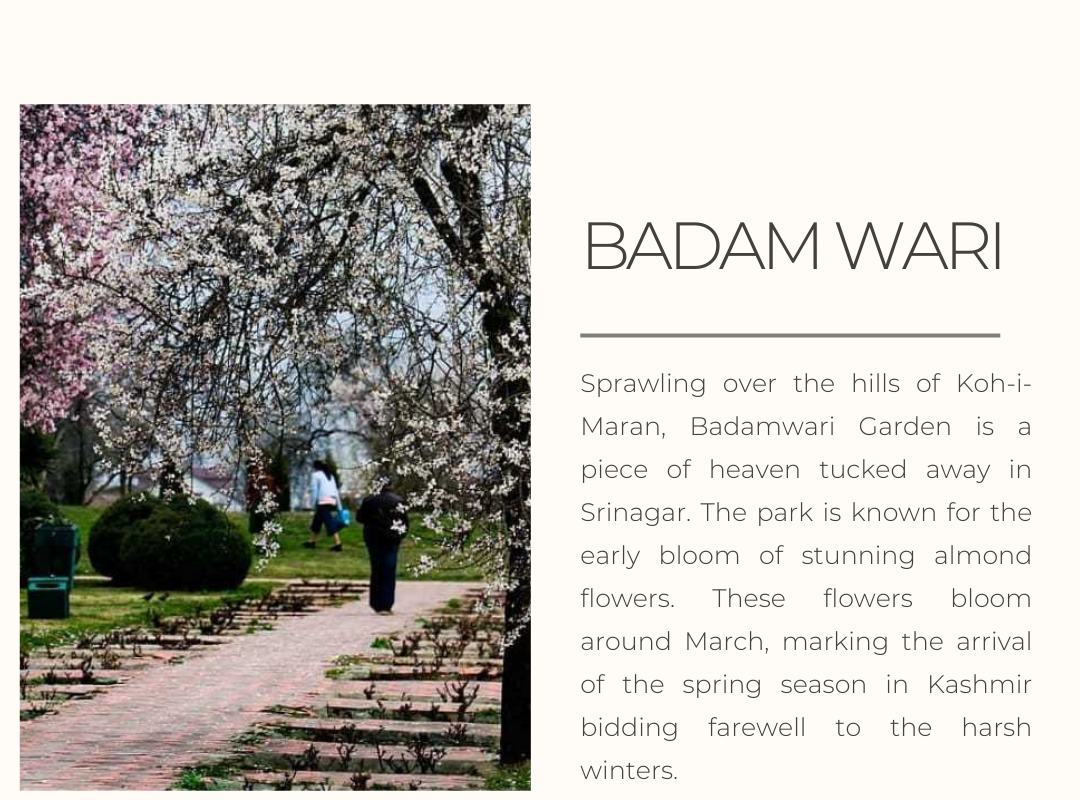 BADAM WARI
Sprawling over the hills of Koh-i-
Maran, Badamwari Garden is a
piece of heaven tucked away in
Srinagar. The park is known for the
early bloom of stunning almond
flowers. These flowers bloom
around March, marking the arrival
of the spring season in Kashmir
bidding farewell to the harsh
winters.